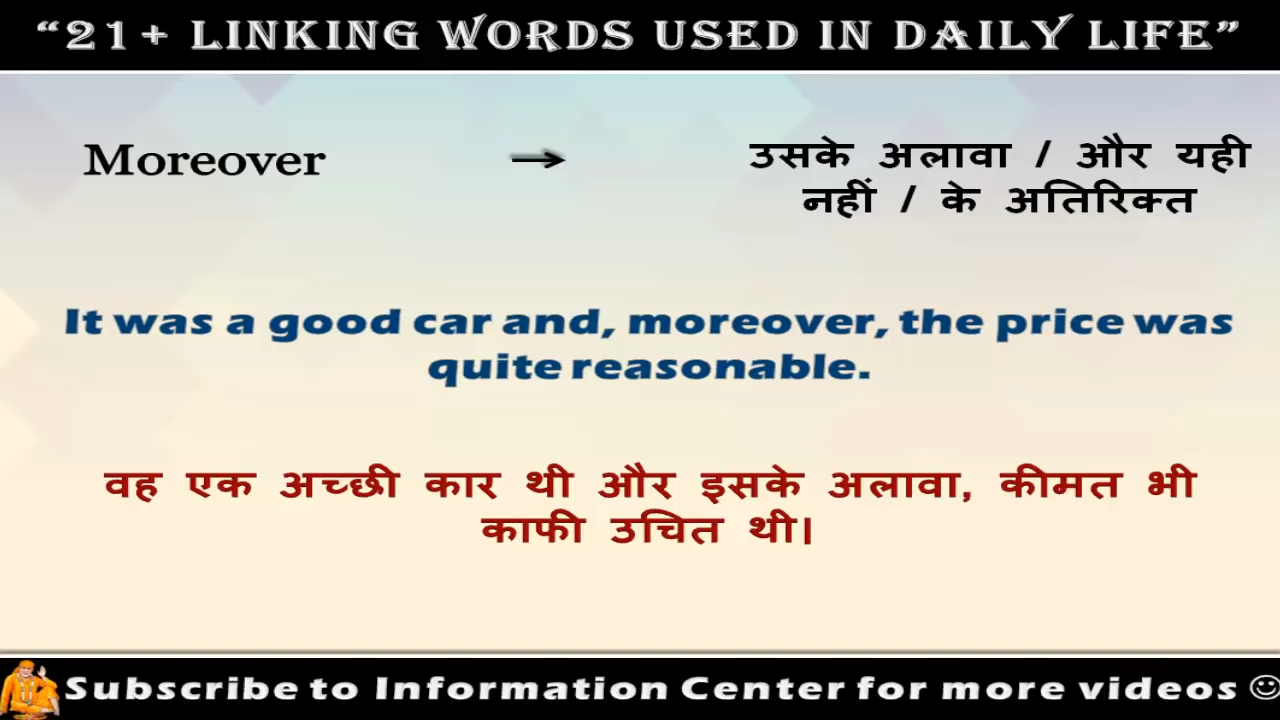 “21+ LINKING WORDS USED IN DAILY LIFE”
Moreover → उसके अलावा / और यही
नहीं / के अतिरिक्त
It was a good car and, moreover, the price was
quite reasonable.
वह एक अच्छी कार थी और इसके अलावा, कीमत भी
काफी उचित थी।
Subscribe to Information Center for more videos ☺